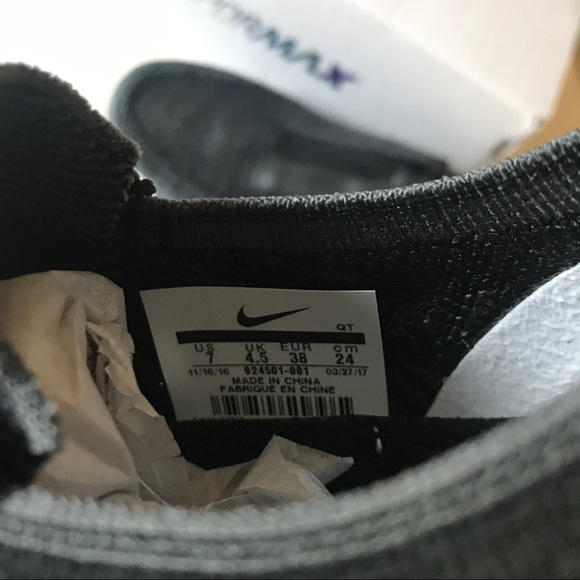 ORMAX
QT
US UK EUR cm
7 4.5 38 24
11/16/16 924501-001 03/27/17
MADE IN CHINA
FABRIQUE EN CHINE